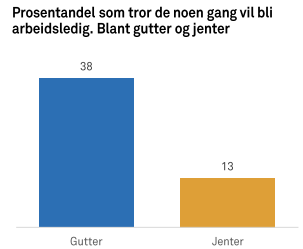 Prosentandel som tror de noen gang vil bli
arbeidsledig. Blant gutter og jenter
38
13
Gutter
Jenter